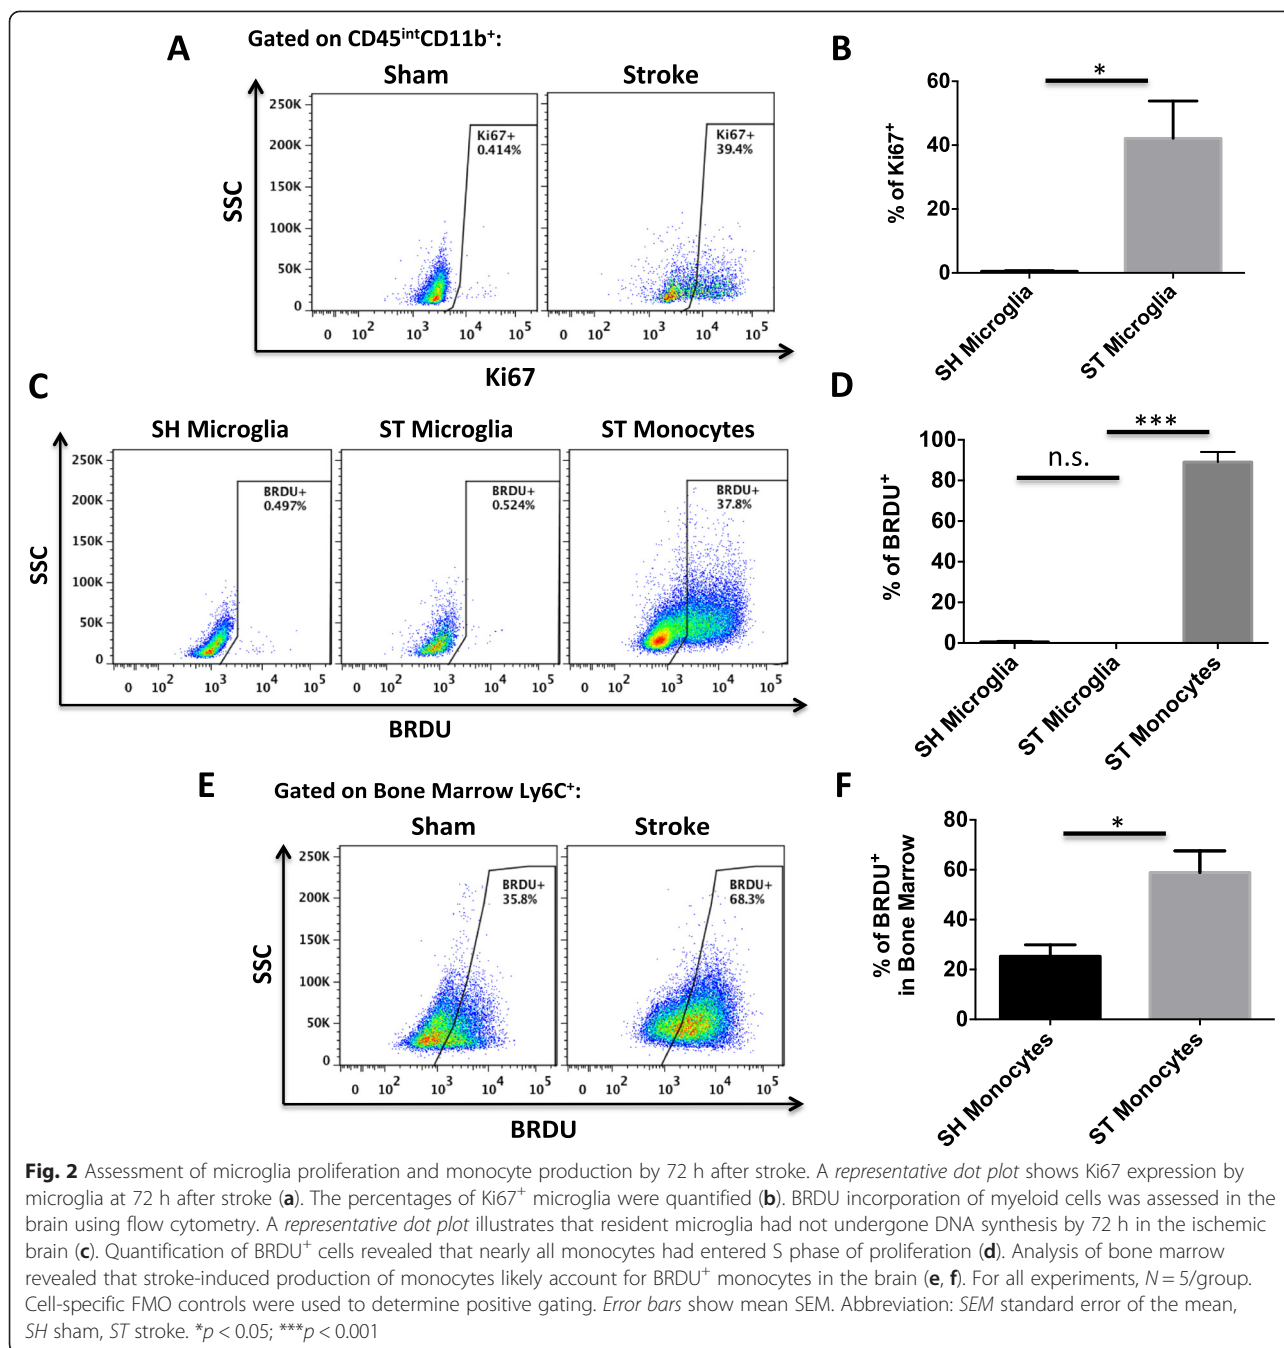 A
Gated on CD45intCD11b+:
Sham
Stroke
250K
200K
150K
100K
50K
0
SSC
Ki67+
0.414%
Ki67+
39.4%
0 10² 10³ 10⁴ 10⁵
0 10² 10³ 10⁴ 10⁵
Ki67
B
*
% of Ki67+
60
40
20
0
SH Microglia
ST Microglia
C
SH Microglia
ST Microglia
ST Monocytes
250K
200K
150K
100K
50K
0
SSC
BRDU+
0.497%
BRDU+
0.524%
BRDU+
37.8%
0 10² 10³ 10⁴ 10⁵
0 10² 10³ 10⁴ 10⁵
0 10² 10³ 10⁴ 10⁵
BRDU
D
***
n.s.
% of BRDU+
100
80
60
40
20
0
SH Microglia
ST Microglia
ST Monocytes
E
Gated on Bone Marrow Ly6C+:
Sham
Stroke
250K
200K
150K
100K
50K
0
SSC
BRDU+
35.8%
BRDU+
68.3%
0 10² 10³ 10⁴ 10⁵
0 10² 10³ 10⁴ 10⁵
BRDU
F
*
% of BRDU+
in Bone Marrow
80
60
40
20
0
SH Monocytes
ST Monocytes
Fig. 2 Assessment of microglia proliferation and monocyte production by 72 h after stroke. A representative dot plot shows Ki67 expression by
microglia at 72 h after stroke (a). The percentages of Ki67+ microglia were quantified (b). BRDU incorporation of myeloid cells was assessed in the
brain using flow cytometry. A representative dot plot illustrates that resident microglia had not undergone DNA synthesis by 72 h in the ischemic
brain (c). Quantification of BRDU+ cells revealed that nearly all monocytes had entered S phase of proliferation (d). Analysis of bone marrow
revealed that stroke-induced production of monocytes likely account for BRDU+ monocytes in the brain (e, f). For all experiments, N = 5/group.
Cell-specific FMO controls were used to determine positive gating. Error bars show mean SEM. Abbreviation: SEM standard error of the mean,
SH sham, ST stroke. *p < 0.05; ***p < 0.001